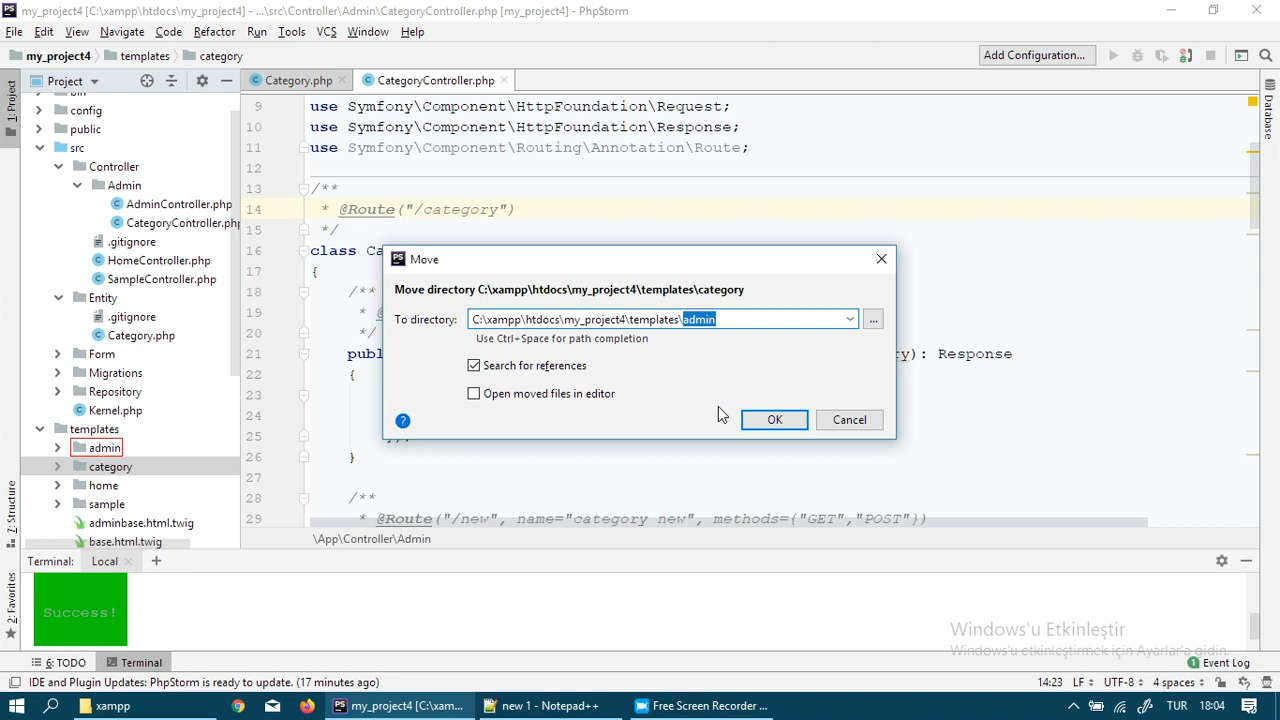 my_project4 [C:\xampp\htdocs\my_project4] - ...\src\Controller\Admin\CategoryController.php [my_project4] - PhpStorm
File Edit View Navigate Code Refactor Run Tools VCS Window Help
my_project4 templates category Add Configuration...
Project Category.php CategoryController.php
1: Project
Database
bin
config
public
src
Controller
Admin
AdminController.php
CategoryController.php
.gitignore
HomeController.php
SampleController.php
Entity
.gitignore
Category.php
Form
Migrations
Repository
Kernel.php
templates
admin
category
home
sample
adminbase.html.twig
base.html.twig
9 use Symfony\Component\HttpFoundation\Request;
10 use Symfony\Component\HttpFoundation\Response;
11 use Symfony\Component\Routing\Annotation\Route;
12
13 /**
14 * @Route("/category")
15 */
16 class Ca
17 {
18 /**
19 *
20 */
21 publ y): Response
22 {
23
24
25
26 }
27
28 /**
29 * @Route("/new", name="category_new", methods={"GET","POST"})
\App\Controller\Admin
Move
Move directory C:\xampp\htdocs\my_project4\templates\category
To directory: C:\xampp\htdocs\my_project4\templates\admin ...
Use Ctrl+Space for path completion
Search for references
Open moved files in editor
? OK Cancel
Z: Structure
2: Favorites
Terminal: Local +
Success!
Windows'u Etkinleştir
Windows'u etkinleştirmek için Ayarlar'a gidin.
6: TODO Terminal Event Log
IDE and Plugin Updates: PhpStorm is ready to update. (17 minutes ago) 14:23 LF UTF-8 4 spaces
xampp my_project4 [C:\xam... new 1 - Notepad++ Free Screen Recorder ... TUR 18:04